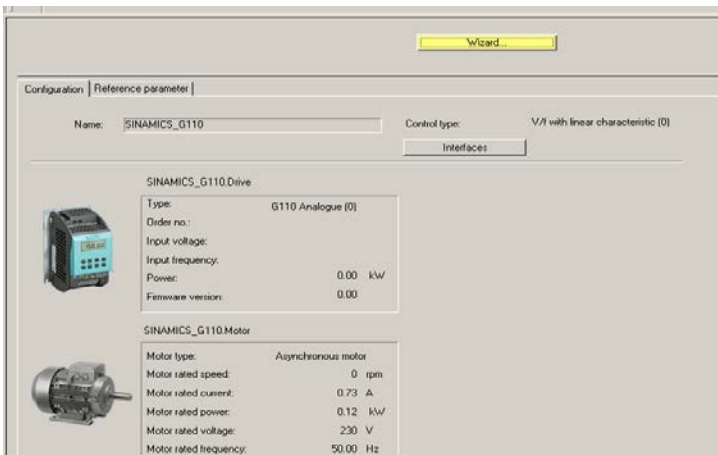 Wizard...
Configuration Reference parameter
Name: SINAMICS_G110 Control type: V/f with linear characteristic (0)
Interfaces
SINAMICS_G110.Drive
Type: G110 Analogue (0)
Order no.:
Input voltage:
Input frequency:
Power: 0.00 kW
Firmware version: 0.00
SINAMICS_G110.Motor
Motor type: Asynchronous motor
Motor rated speed: 0 rpm
Motor rated current: 0.73 A
Motor rated power: 0.12 kW
Motor rated voltage: 230 V
Motor rated frequency: 50.00 Hz